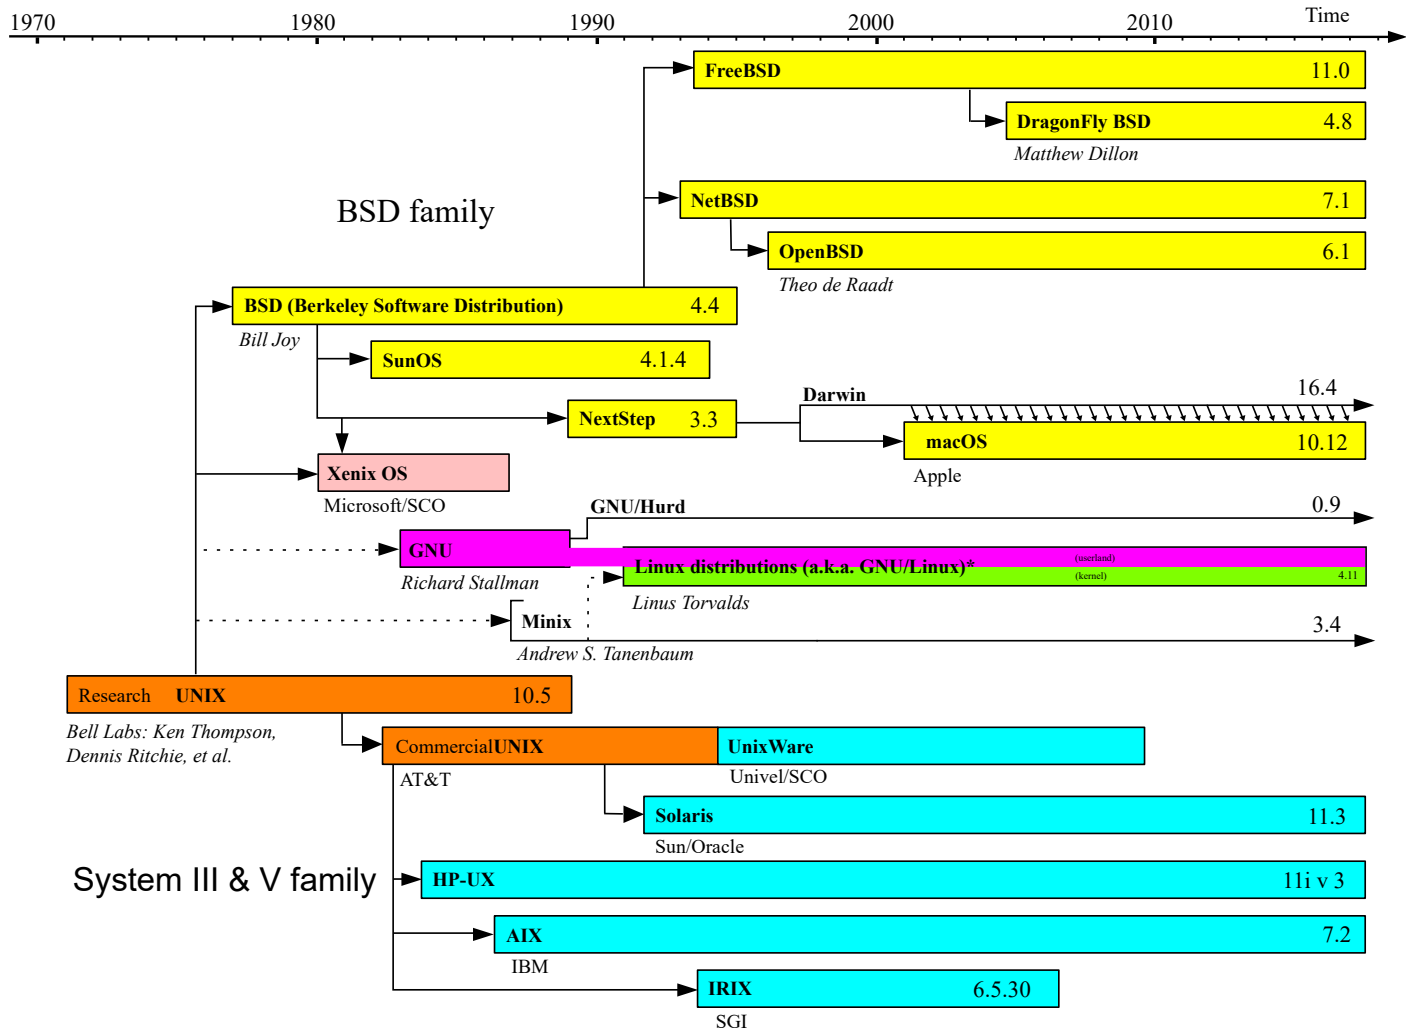 1970 1980 1990 2000 2010 Time
FreeBSD 11.0
DragonFly BSD 4.8
Matthew Dillon
BSD family
NetBSD 7.1
OpenBSD 6.1
Theo de Raadt
BSD (Berkeley Software Distribution) 4.4
Bill Joy
SunOS 4.1.4
Darwin 16.4
NextStep 3.3
macOS 10.12
Apple
Xenix OS
Microsoft/SCO
GNU/Hurd 0.9
GNU
Richard Stallman
Linux distributions (a.k.a. GNU/Linux)*
(userland)
(kernel) 4.11
Linus Torvalds
Minix 3.4
Andrew S. Tanenbaum
Research UNIX 10.5
Bell Labs: Ken Thompson,
Dennis Ritchie, et al.
CommercialUNIX UnixWare
AT&T Univel/SCO
Solaris 11.3
Sun/Oracle
System III & V family
HP-UX 11i v 3
AIX 7.2
IBM
IRIX 6.5.30
SGI